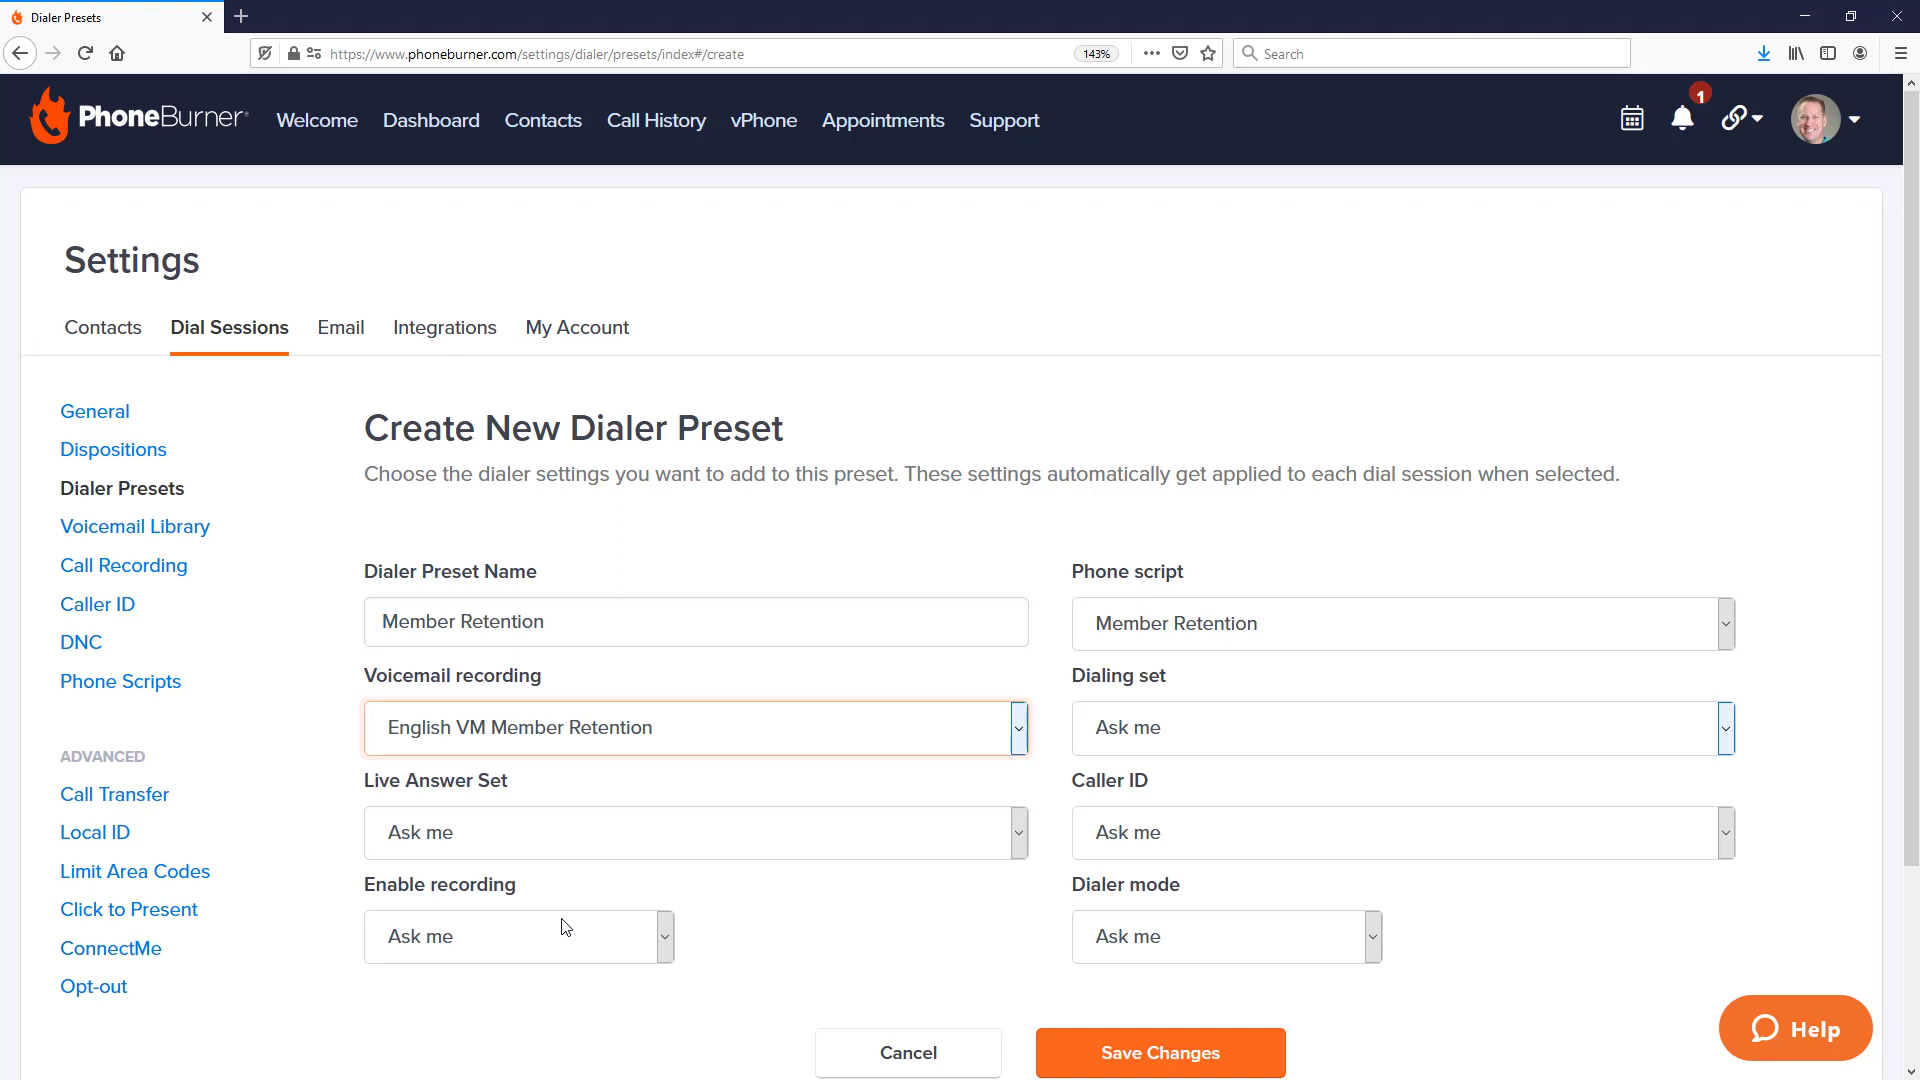 Dialer Presets
https://www.phoneburner.com/settings/dialer/presets/index#/create
143%
Search
PhoneBurner
Welcome
Dashboard
Contacts
Call History
vPhone
Appointments
Support
1
Settings
Contacts
Dial Sessions
Email
Integrations
My Account
General
Dispositions
Dialer Presets
Voicemail Library
Call Recording
Caller ID
DNC
Phone Scripts
ADVANCED
Call Transfer
Local ID
Limit Area Codes
Click to Present
ConnectMe
Opt-out
Create New Dialer Preset
Choose the dialer settings you want to add to this preset. These settings automatically get applied to each dial session when selected.
Dialer Preset Name
Member Retention
Phone script
Member Retention
Voicemail recording
English VM Member Retention
Dialing set
Ask me
Live Answer Set
Ask me
Caller ID
Ask me
Enable recording
Ask me
Dialer mode
Ask me
Cancel
Save Changes
Help